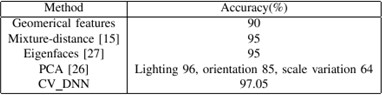 Method Accuracy(%)
Geomerical features 90
Mixture-distance [15] 95
Eigenfaces [27] 95
PCA [26] Lighting 96, orientation 85, scale variation 64
CV_DNN 97.05